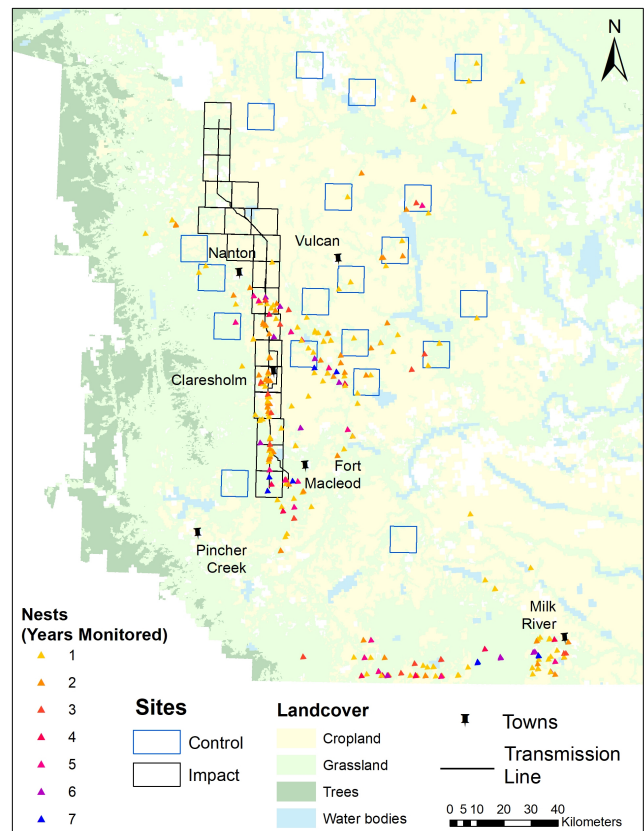 N
Nanton
Vulcan
Claresholm
Fort
Macleod
Pincher
Creek
Milk
River
Nests
(Years Monitored)
1
2
3
4
5
6
7
Sites
Control
Impact
Landcover
Cropland
Grassland
Trees
Water bodies
Towns
Transmission
Line
0 5 10 20 30 40
Kilometers